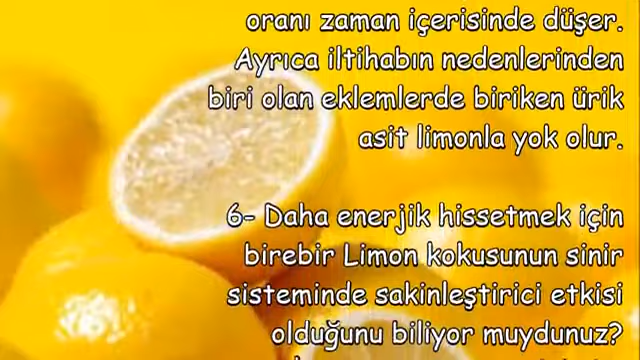 oranı zaman içerisinde düşer.
Ayrıca iltihabın nedenlerinden
biri olan eklemlerde biriken ürik
asit limonla yok olur.
6- Daha enerjik hissetmek için
birebir Limon kokusunun sinir
sisteminde sakinleştirici etkisi
olduğunu biliyor muydunuz?